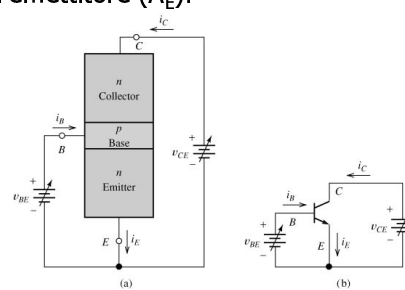 emettitore (A_E).
i_C
C
n
Collector
i_B
p
B
Base
n
Emitter
+
v_BE
−
+
v_CE
−
E
i_E
(a)
i_C
C
i_B
B
+
v_BE
−
E
i_E
+
v_CE
−
(b)